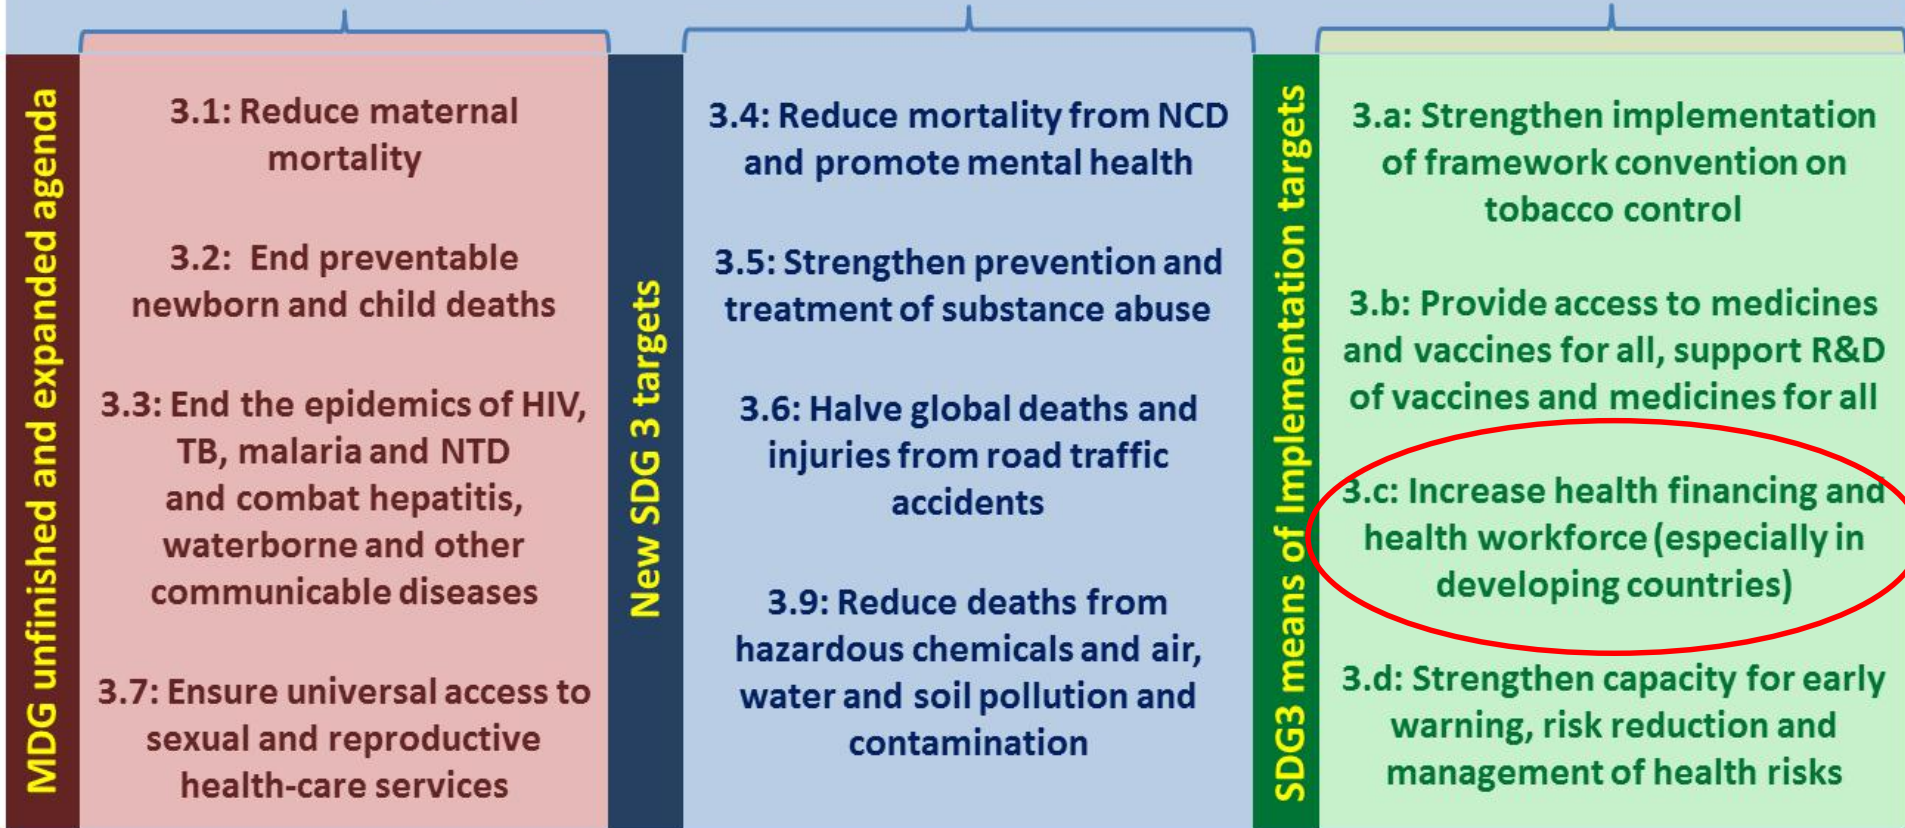 MDG unfinished and expanded agenda
3.1: Reduce maternal
mortality
3.2: End preventable
newborn and child deaths
3.3: End the epidemics of HIV,
TB, malaria and NTD
and combat hepatitis,
waterborne and other
communicable diseases
3.7: Ensure universal access to
sexual and reproductive
health-care services
New SDG 3 targets
3.4: Reduce mortality from NCD
and promote mental health
3.5: Strengthen prevention and
treatment of substance abuse
3.6: Halve global deaths and
injuries from road traffic
accidents
3.9: Reduce deaths from
hazardous chemicals and air,
water and soil pollution and
contamination
SDG3 means of Implementation targets
3.a: Strengthen implementation
of framework convention on
tobacco control
3.b: Provide access to medicines
and vaccines for all, support R&D
of vaccines and medicines for all
3.c: Increase health financing and
health workforce (especially in
developing countries)
3.d: Strengthen capacity for early
warning, risk reduction and
management of health risks